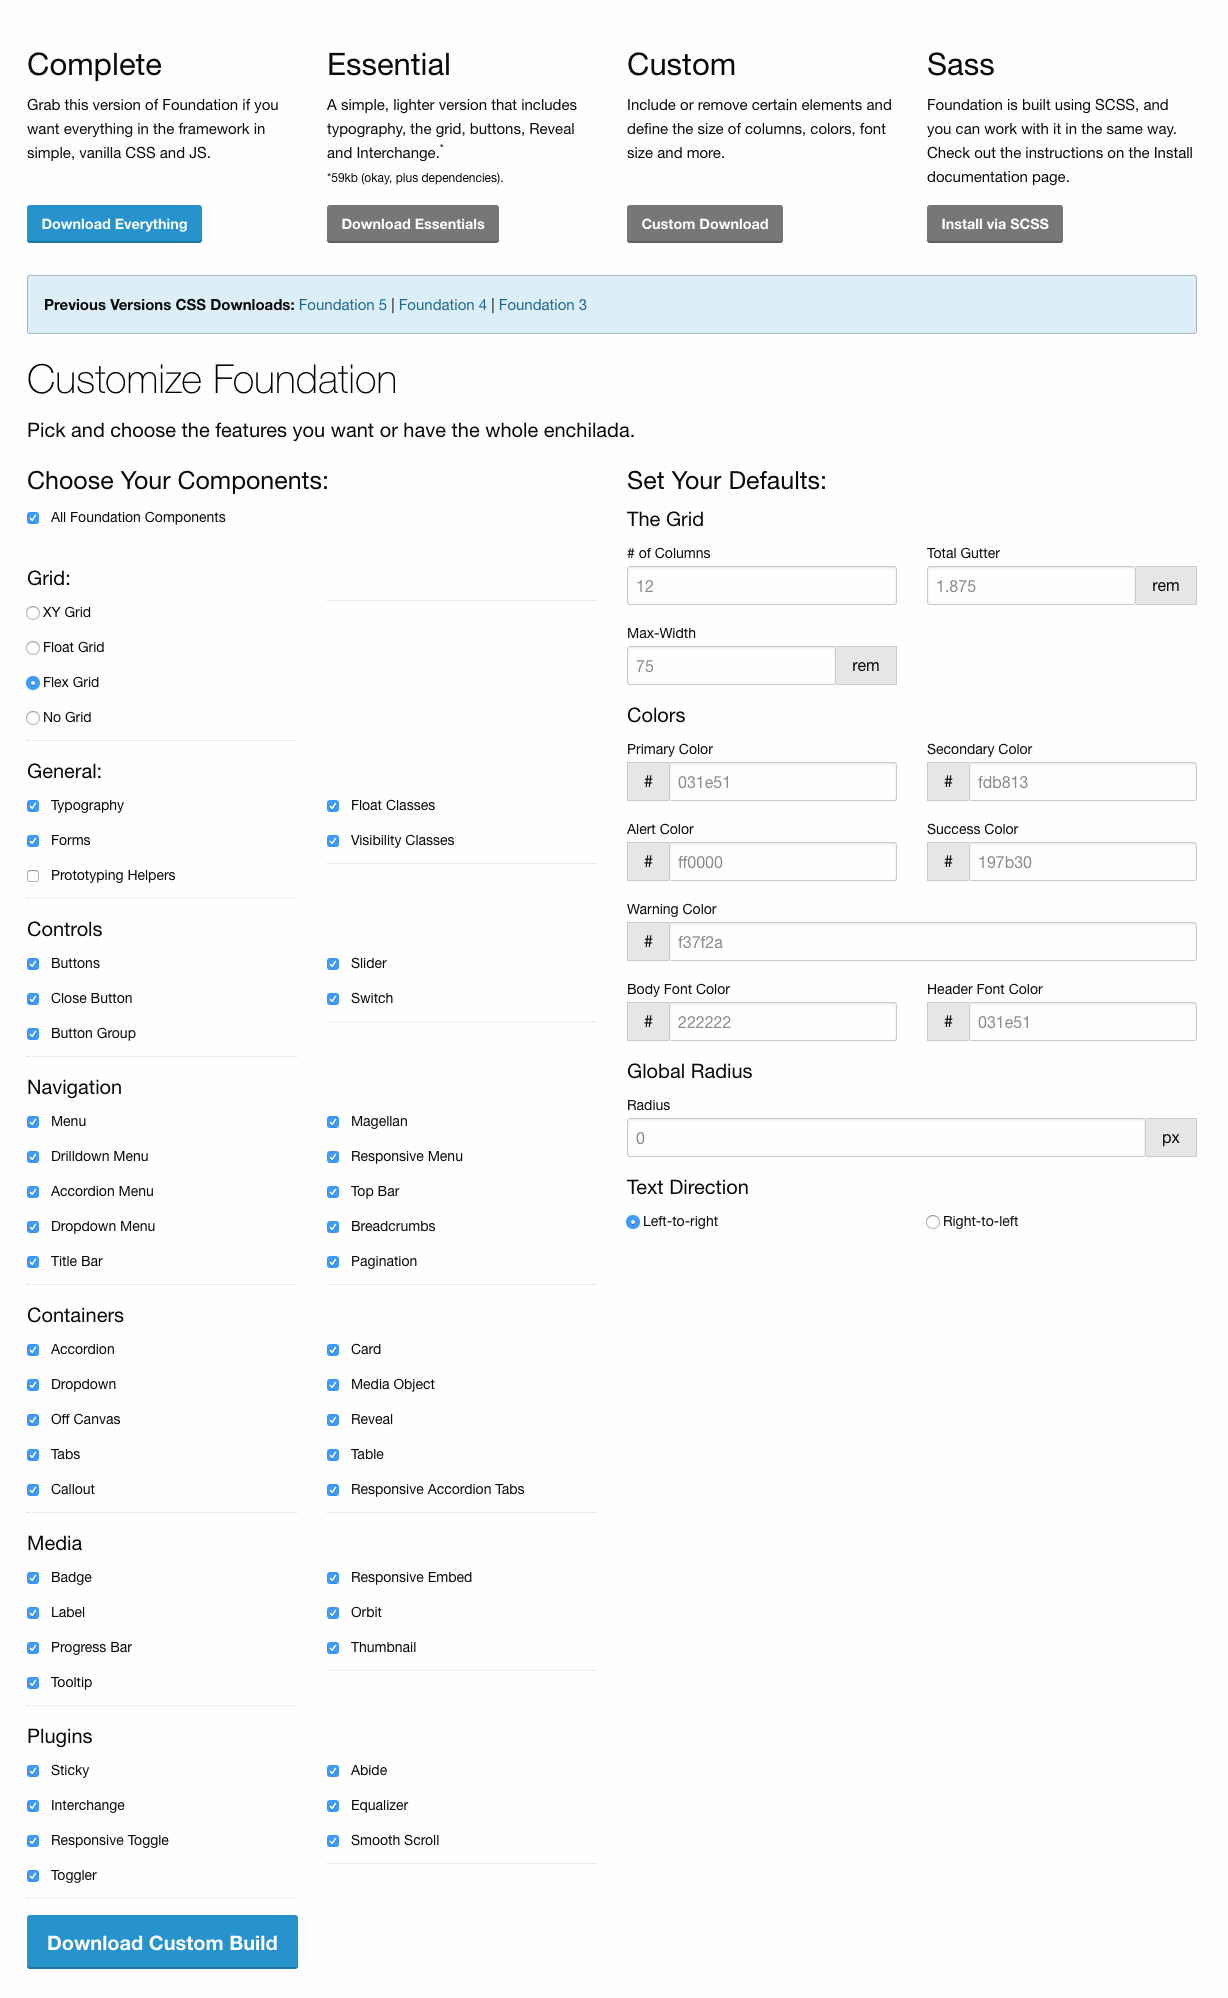 Complete
Grab this version of Foundation if you
want everything in the framework in
simple, vanilla CSS and JS.
Download Everything
Essential
A simple, lighter version that includes
typography, the grid, buttons, Reveal
and Interchange.*
*59kb (okay, plus dependencies).
Download Essentials
Custom
Include or remove certain elements and
define the size of columns, colors, font
size and more.
Custom Download
Sass
Foundation is built using SCSS, and
you can work with it in the same way.
Check out the instructions on the Install
documentation page.
Install via SCSS
Previous Versions CSS Downloads: Foundation 5 | Foundation 4 | Foundation 3
Customize Foundation
Pick and choose the features you want or have the whole enchilada.
Choose Your Components:
All Foundation Components
Grid:
XY Grid
Float Grid
Flex Grid
No Grid
General:
Typography
Forms
Prototyping Helpers
Float Classes
Visibility Classes
Controls
Buttons
Close Button
Button Group
Slider
Switch
Navigation
Menu
Drilldown Menu
Accordion Menu
Dropdown Menu
Title Bar
Magellan
Responsive Menu
Top Bar
Breadcrumbs
Pagination
Containers
Accordion
Dropdown
Off Canvas
Tabs
Callout
Card
Media Object
Reveal
Table
Responsive Accordion Tabs
Media
Badge
Label
Progress Bar
Tooltip
Responsive Embed
Orbit
Thumbnail
Plugins
Sticky
Interchange
Responsive Toggle
Toggler
Abide
Equalizer
Smooth Scroll
Download Custom Build
Set Your Defaults:
The Grid
# of Columns
12
Total Gutter
1.875 rem
Max-Width
75 rem
Colors
Primary Color
# 031e51
Secondary Color
# fdb813
Alert Color
# ff0000
Success Color
# 197b30
Warning Color
# f37f2a
Body Font Color
# 222222
Header Font Color
# 031e51
Global Radius
Radius
0 px
Text Direction
Left-to-right
Right-to-left